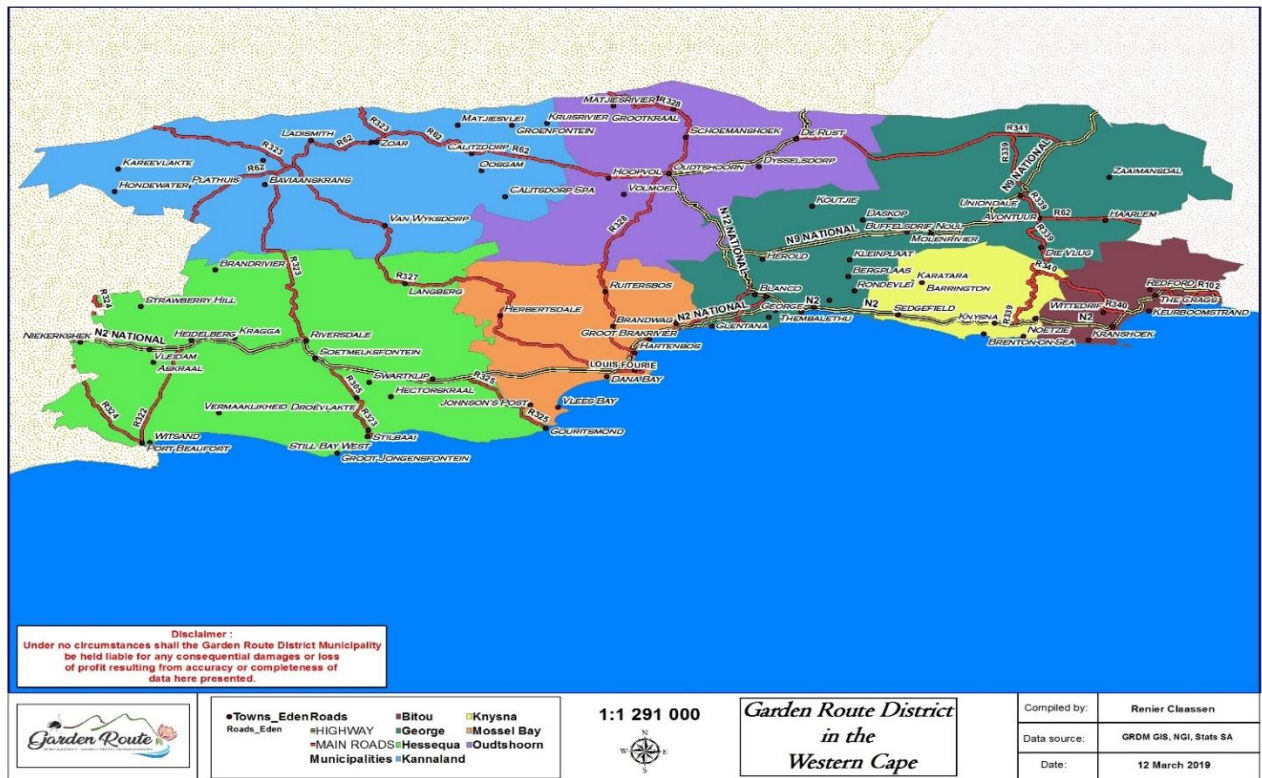 MATJIESRIVIER
R328
GROOTKRAAL
KRUISRIVIER
MATJIESVLEI
GROENFONTEIN
R323
LADISMITH
R62
ZOAR
R62
CALITZDORP
R62
SCHOEMANSHOEK
DE RUST
R341
KAREEVLAKTE
R323
R62
PLATHUIS
HONDEWATER
BAVIAANSKRANS
OOSGAM
CALITSDORP SPA
HOOPVOL
OUDTSHOORN
DYSSELSDORP
VOLMOED
R339
N9 NATIONAL
ZAAIMANSDAL
UNIONDALE
R339
AVONTUUR
R62
HAARLEM
KOUTJIE
DASKOP
BUFFELSDRIF NOUL
MOLENRIVIER
VAN WYKSDORP
R328
N12 NATIONAL
N9 NATIONAL
HEROLD
R339
DIE VLUG
R340
BRANDRIVIER
R323
R327
LANGBERG
KLEINPLAAT
BERGPLAAS
RONDEVLEI
KARATARA
BARRINGTON
REDFORD
R102
THE CRAGS
KEURBOOMSTRAND
R324
STRAWBERRY HILL
HERBERTSDALE
RUITERSBOS
BLANCO
GEORGE
N2
N2
THEMBALETHU
SEDGEFIELD
WITTEDRIF
R340
N2
KRANSHOEK
NIEKERKSHEK
N2 NATIONAL
HEIDELBERG
KRAGGA
RIVERSDALE
BRANDWAG
GROOT BRAKRIVIER
N2 NATIONAL
GLENTANA
KNYSNA
R339
NOETZIE
BRENTON-ON-SEA
VLEIDAM
ASKRAAL
SOETMELKSFONTEIN
HARTENBOS
LOUIS FOURIE
DANA BAY
SWARTKLIP
R325
R305
HECTORSKRAAL
JOHNSON'S POST
VLEES BAY
R325
GOURITSMOND
R324
R322
VERMAAKLIKHEID
DROËVLAKTE
R323
WITSAND
PORT BEAUFORT
STILBAAI
STILL BAY WEST
GROOT JONGENSFONTEIN
Disclaimer :
Under no circumstances shall the Garden Route District Municipality
be held liable for any consequential damages or loss
of profit resulting from accuracy or completeness of
data here presented.
Garden Route
Towns_Eden
Roads_Eden
Roads
HIGHWAY
MAIN ROADS
Municipalities
Bitou
George
Hessequa
Kannaland
Knysna
Mossel Bay
Oudtshoorn
1:1 291 000
N
W
E
S
Garden Route District
in the
Western Cape
Compiled by: Renier Claassen
Data source: GRDM GIS, NGI, Stats SA
Date: 12 March 2019